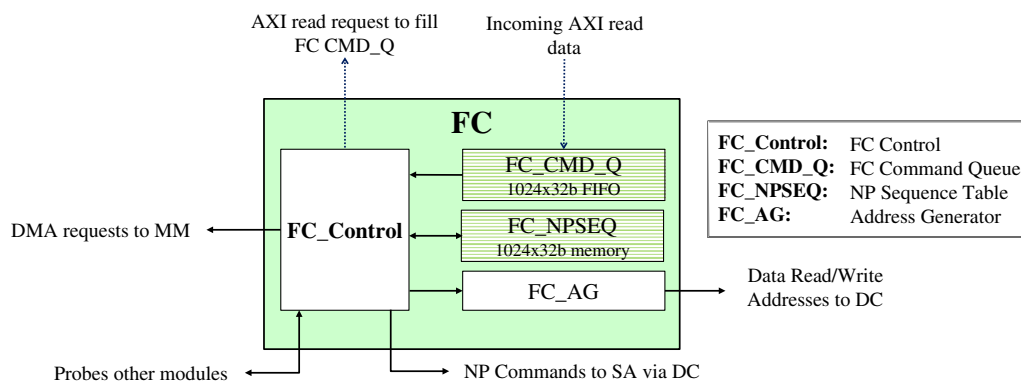 AXI read request to fill
FC CMD_Q
Incoming AXI read
data
FC
FC_CMD_Q
1024x32b FIFO
FC_Control
FC_NPSEQ
1024x32b memory
FC_AG
DMA requests to MM
Data Read/Write
Addresses to DC
Probes other modules
NP Commands to SA via DC
FC_Control: FC Control
FC_CMD_Q: FC Command Queue
FC_NPSEQ: NP Sequence Table
FC_AG: Address Generator